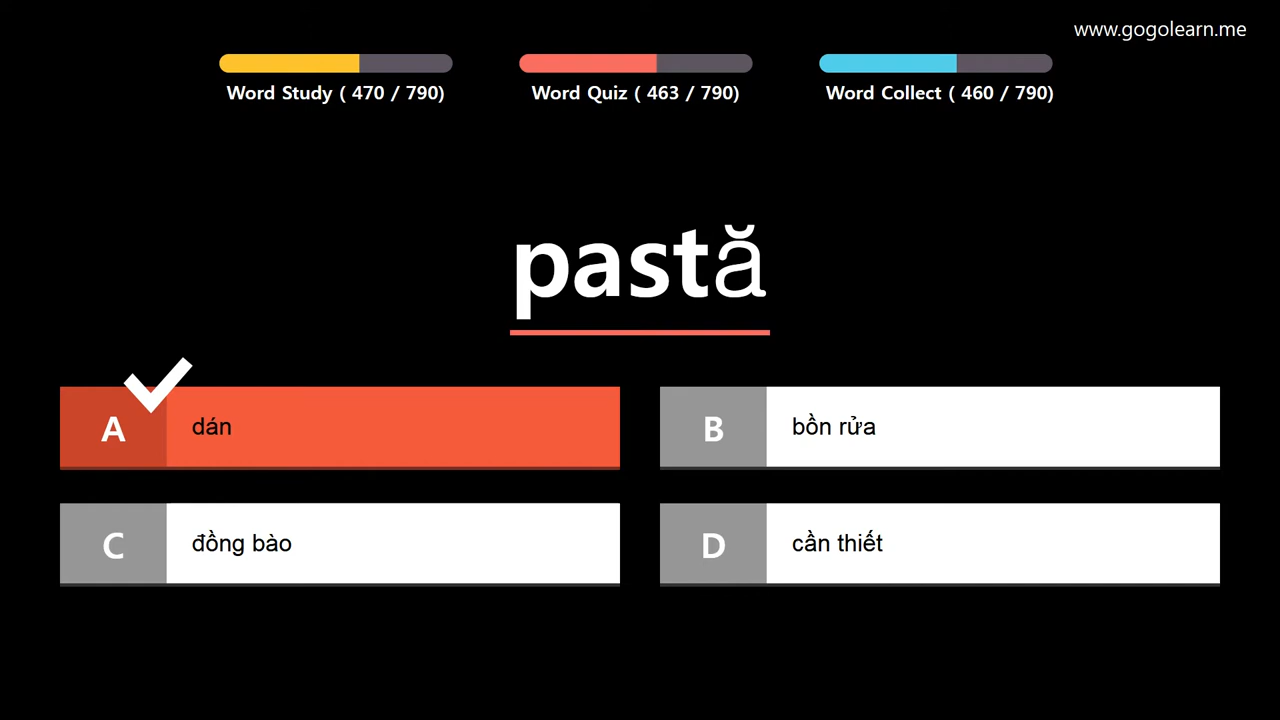 www.gogolearn.me
Word Study ( 470 / 790)
Word Quiz ( 463 / 790)
Word Collect ( 460 / 790)
pastă
A dán
B bồn rửa
C đồng bào
D cần thiết